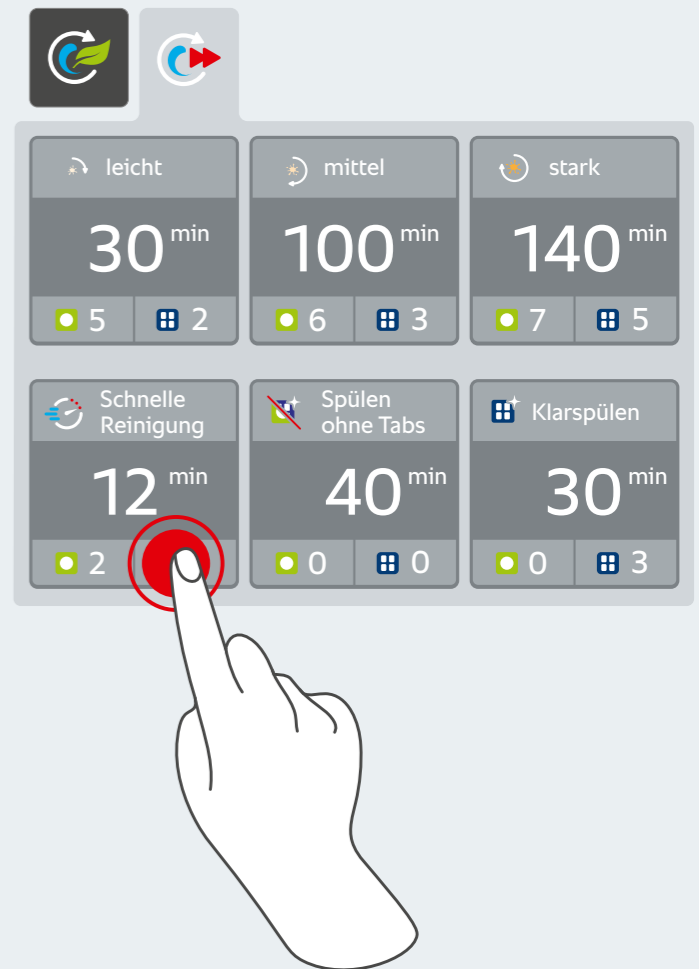 leicht
mittel
stark
30 min
100 min
140 min
5
2
6
3
7
5
Schnelle
Reinigung
Spülen
ohne Tabs
Klarspülen
12 min
40 min
30 min
2
0
0
0
3